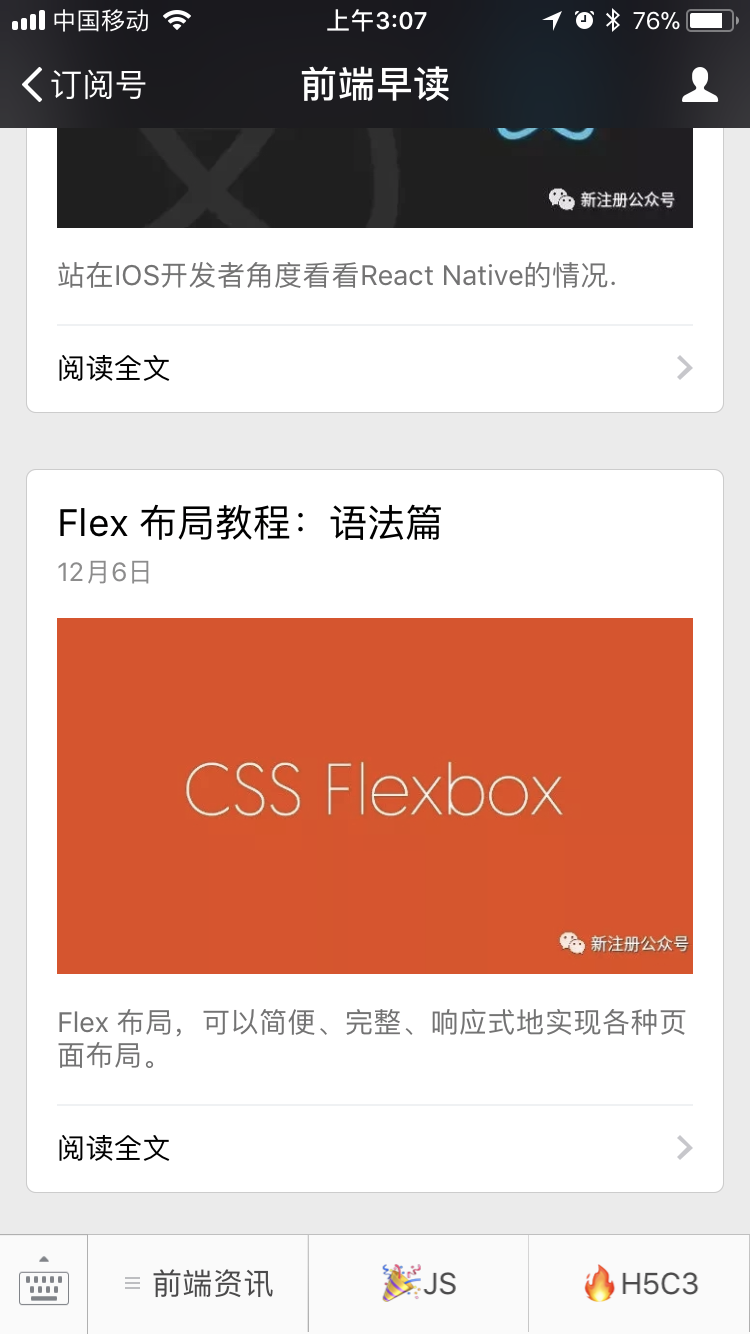 中国移动 上午3:07 76%
订阅号 前端早读
新注册公众号
站在IOS开发者角度看看React Native的情况.
阅读全文
Flex 布局教程：语法篇
12月6日
CSS Flexbox
新注册公众号
Flex 布局，可以简便、完整、响应式地实现各种页
面布局。
阅读全文
前端资讯 JS H5C3